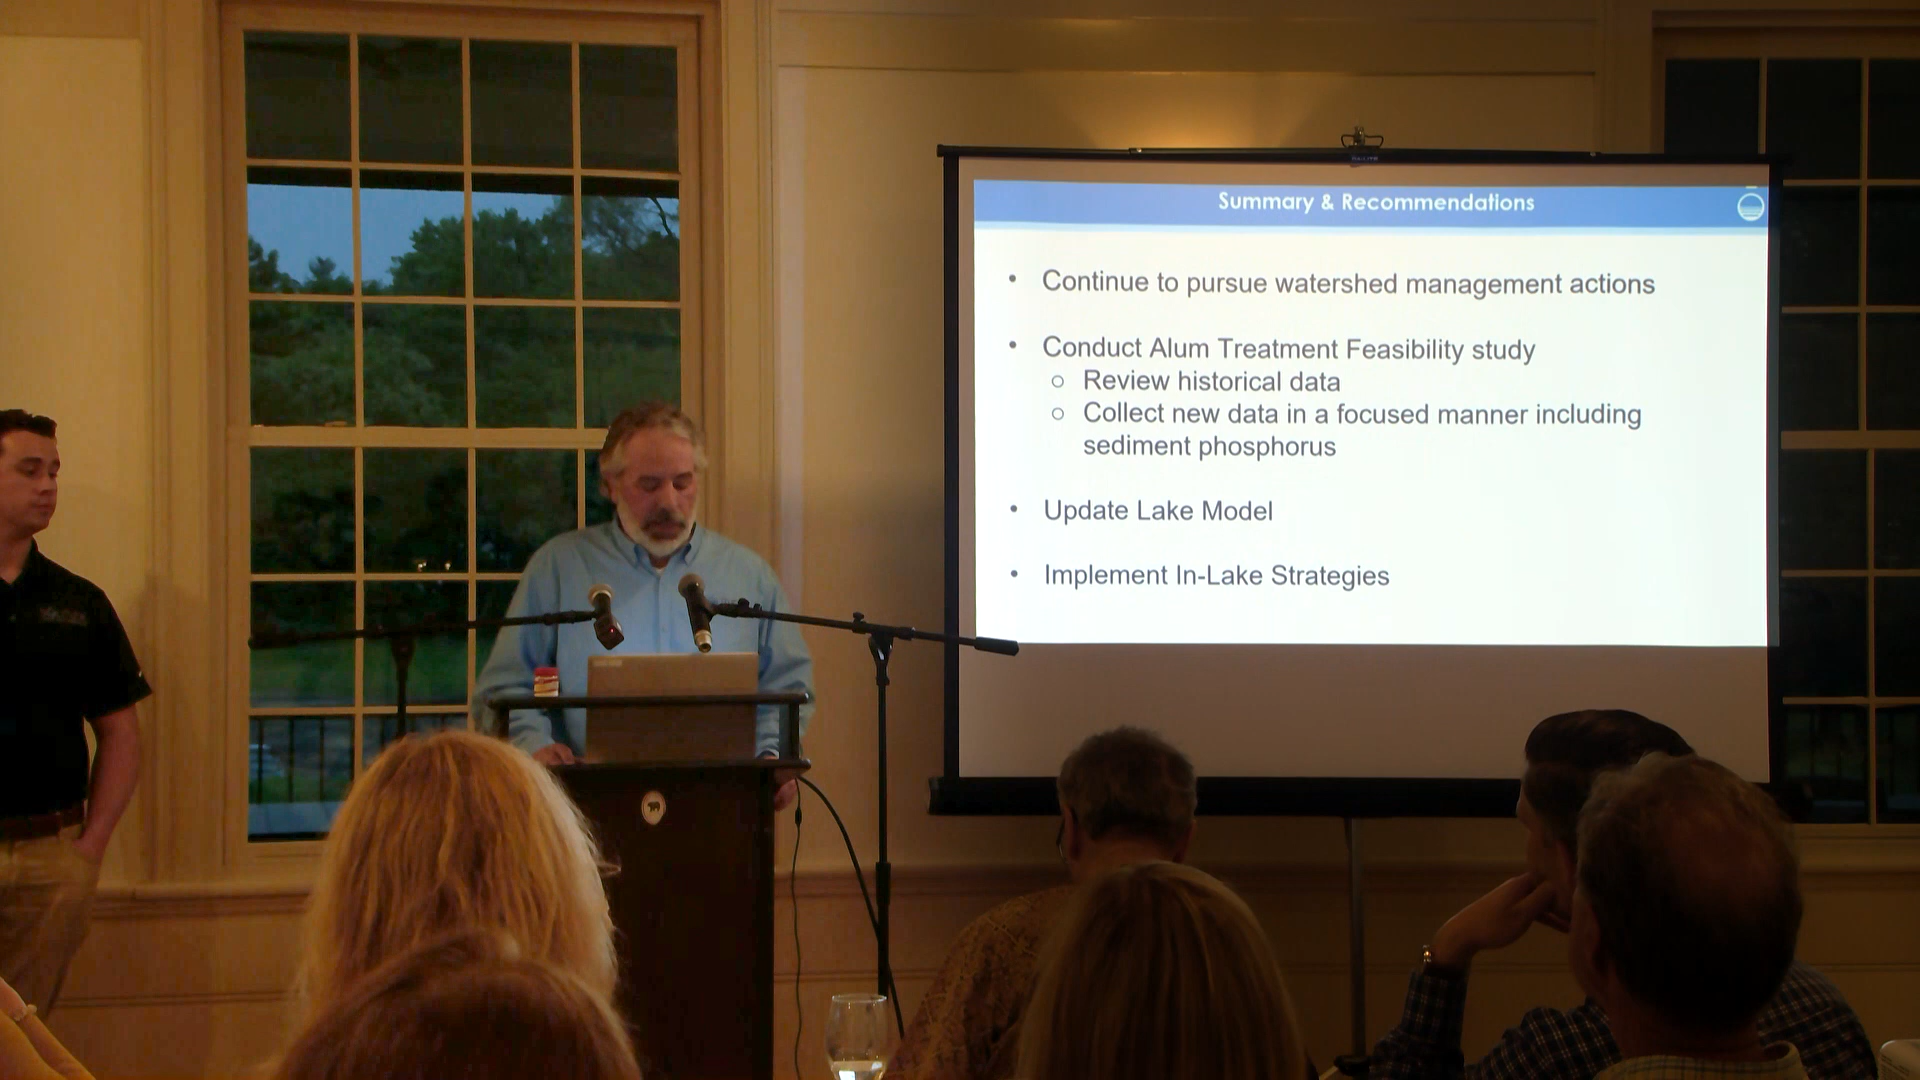 Summary & Recommendations
• Continue to pursue watershed management actions
• Conduct Alum Treatment Feasibility study
○ Review historical data
○ Collect new data in a focused manner including
sediment phosphorus
• Update Lake Model
• Implement In-Lake Strategies